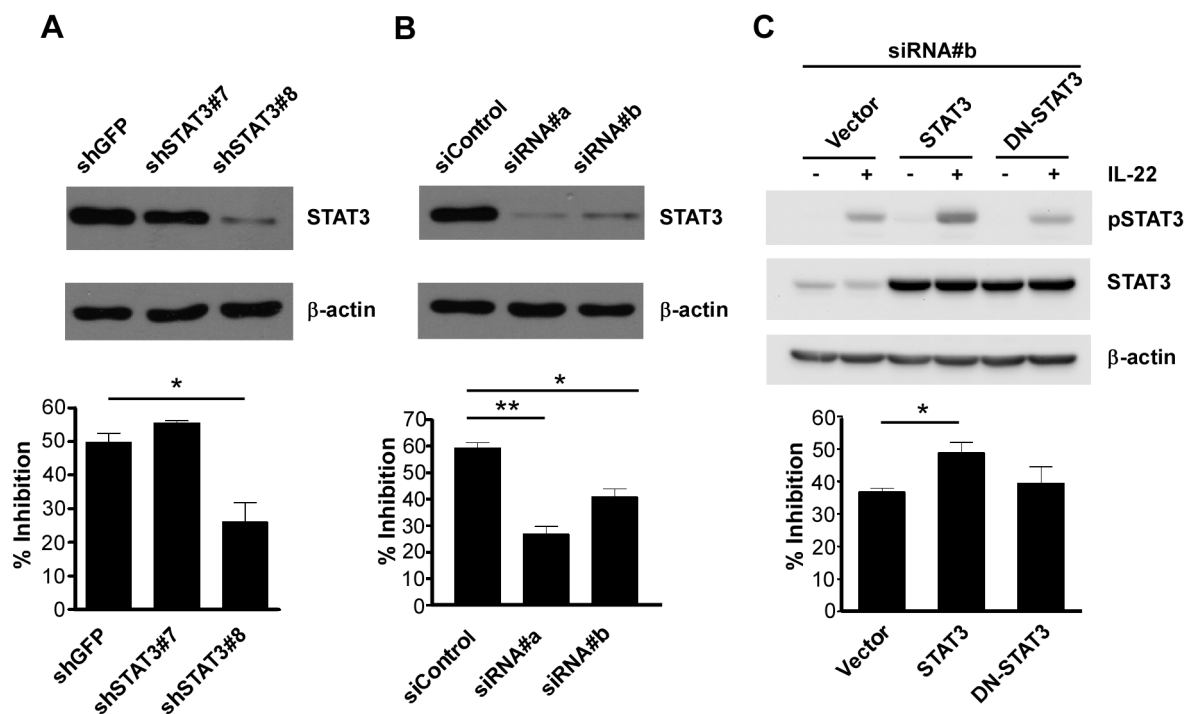 A
shGFP
shSTAT3#7
shSTAT3#8
STAT3
β-actin
*
60
50
40
30
20
10
0
% Inhibition
shGFP
shSTAT3#7
shSTAT3#8
B
siControl
siRNA#a
siRNA#b
STAT3
β-actin
*
**
70
60
50
40
30
20
10
0
% Inhibition
siControl
siRNA#a
siRNA#b
C
siRNA#b
Vector
STAT3
DN-STAT3
- + - + - + IL-22
pSTAT3
STAT3
β-actin
*
60
50
40
30
20
10
0
% Inhibition
Vector
STAT3
DN-STAT3